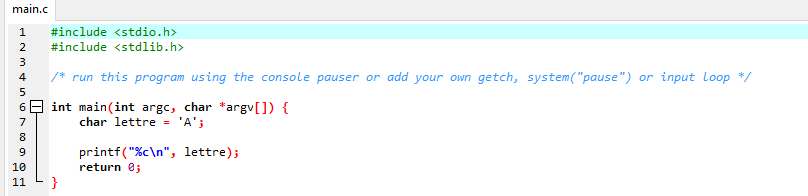 main.c
1 #include <stdio.h>
2 #include <stdlib.h>
3
4 /* run this program using the console pauser or add your own getch, system("pause") or input loop */
5
6 int main(int argc, char *argv[]) {
7 char lettre = 'A';
8
9 printf("%c\n", lettre);
10 return 0;
11 }